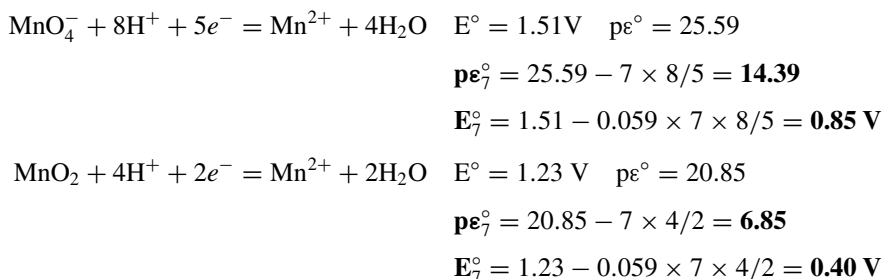 MnO₄⁻ + 8H⁺ + 5e⁻ = Mn²⁺ + 4H₂O E° = 1.51V pε° = 25.59
pε°₇ = 25.59 − 7 × 8/5 = 14.39
E°₇ = 1.51 − 0.059 × 7 × 8/5 = 0.85 V
MnO₂ + 4H⁺ + 2e⁻ = Mn²⁺ + 2H₂O E° = 1.23 V pε° = 20.85
pε°₇ = 20.85 − 7 × 4/2 = 6.85
E°₇ = 1.23 − 0.059 × 7 × 4/2 = 0.40 V